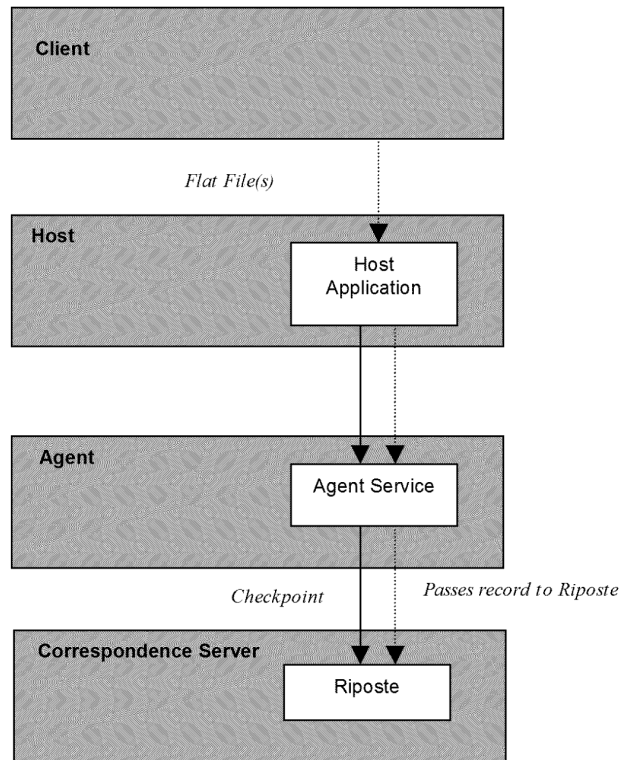 Client
Flat File(s)
Host
Host
Application
Agent
Agent Service
Checkpoint
Passes record to Riposte
Correspondence Server
Riposte